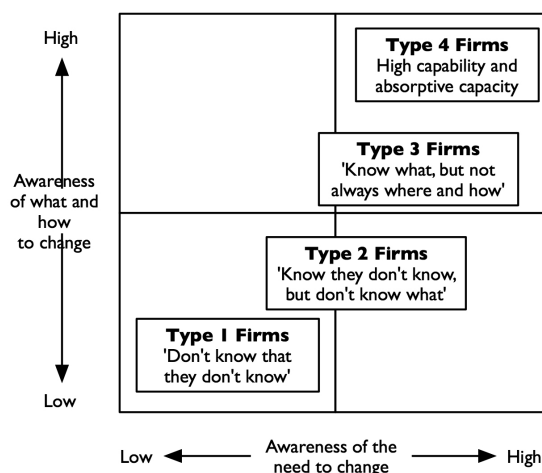 High
Awareness
of what and
how
to change
Low
Type 4 Firms
High capability and
absorptive capacity
Type 3 Firms
'Know what, but not
always where and how'
Type 2 Firms
'Know they don't know,
but don't know what'
Type 1 Firms
'Don't know that
they don't know'
Low
Awareness of the
need to change
High